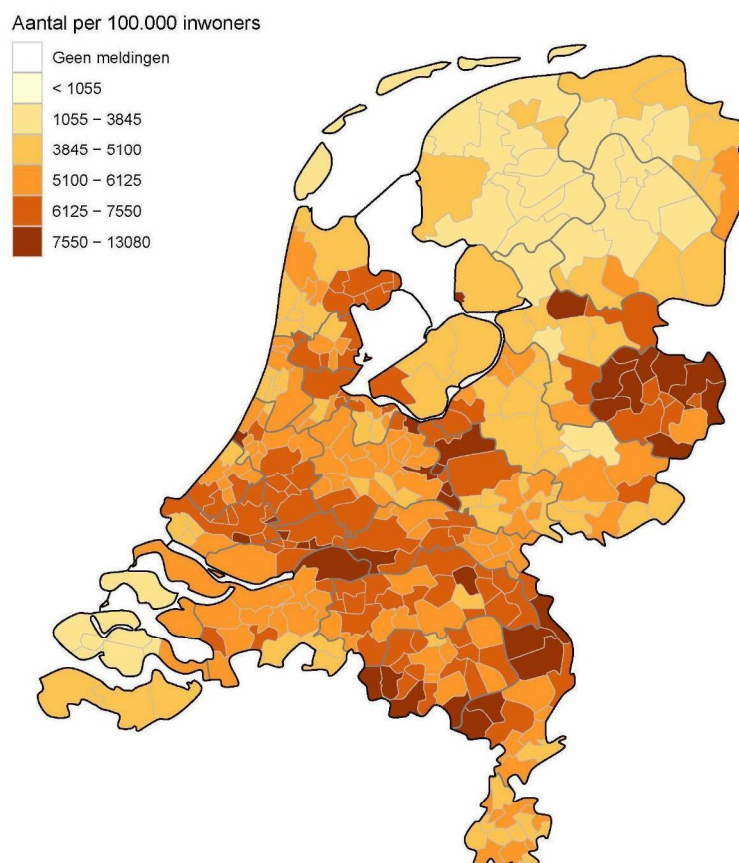 Aantal per 100.000 inwoners
Geen meldingen
< 1055
1055 – 3845
3845 – 5100
5100 – 6125
6125 – 7550
7550 – 13080